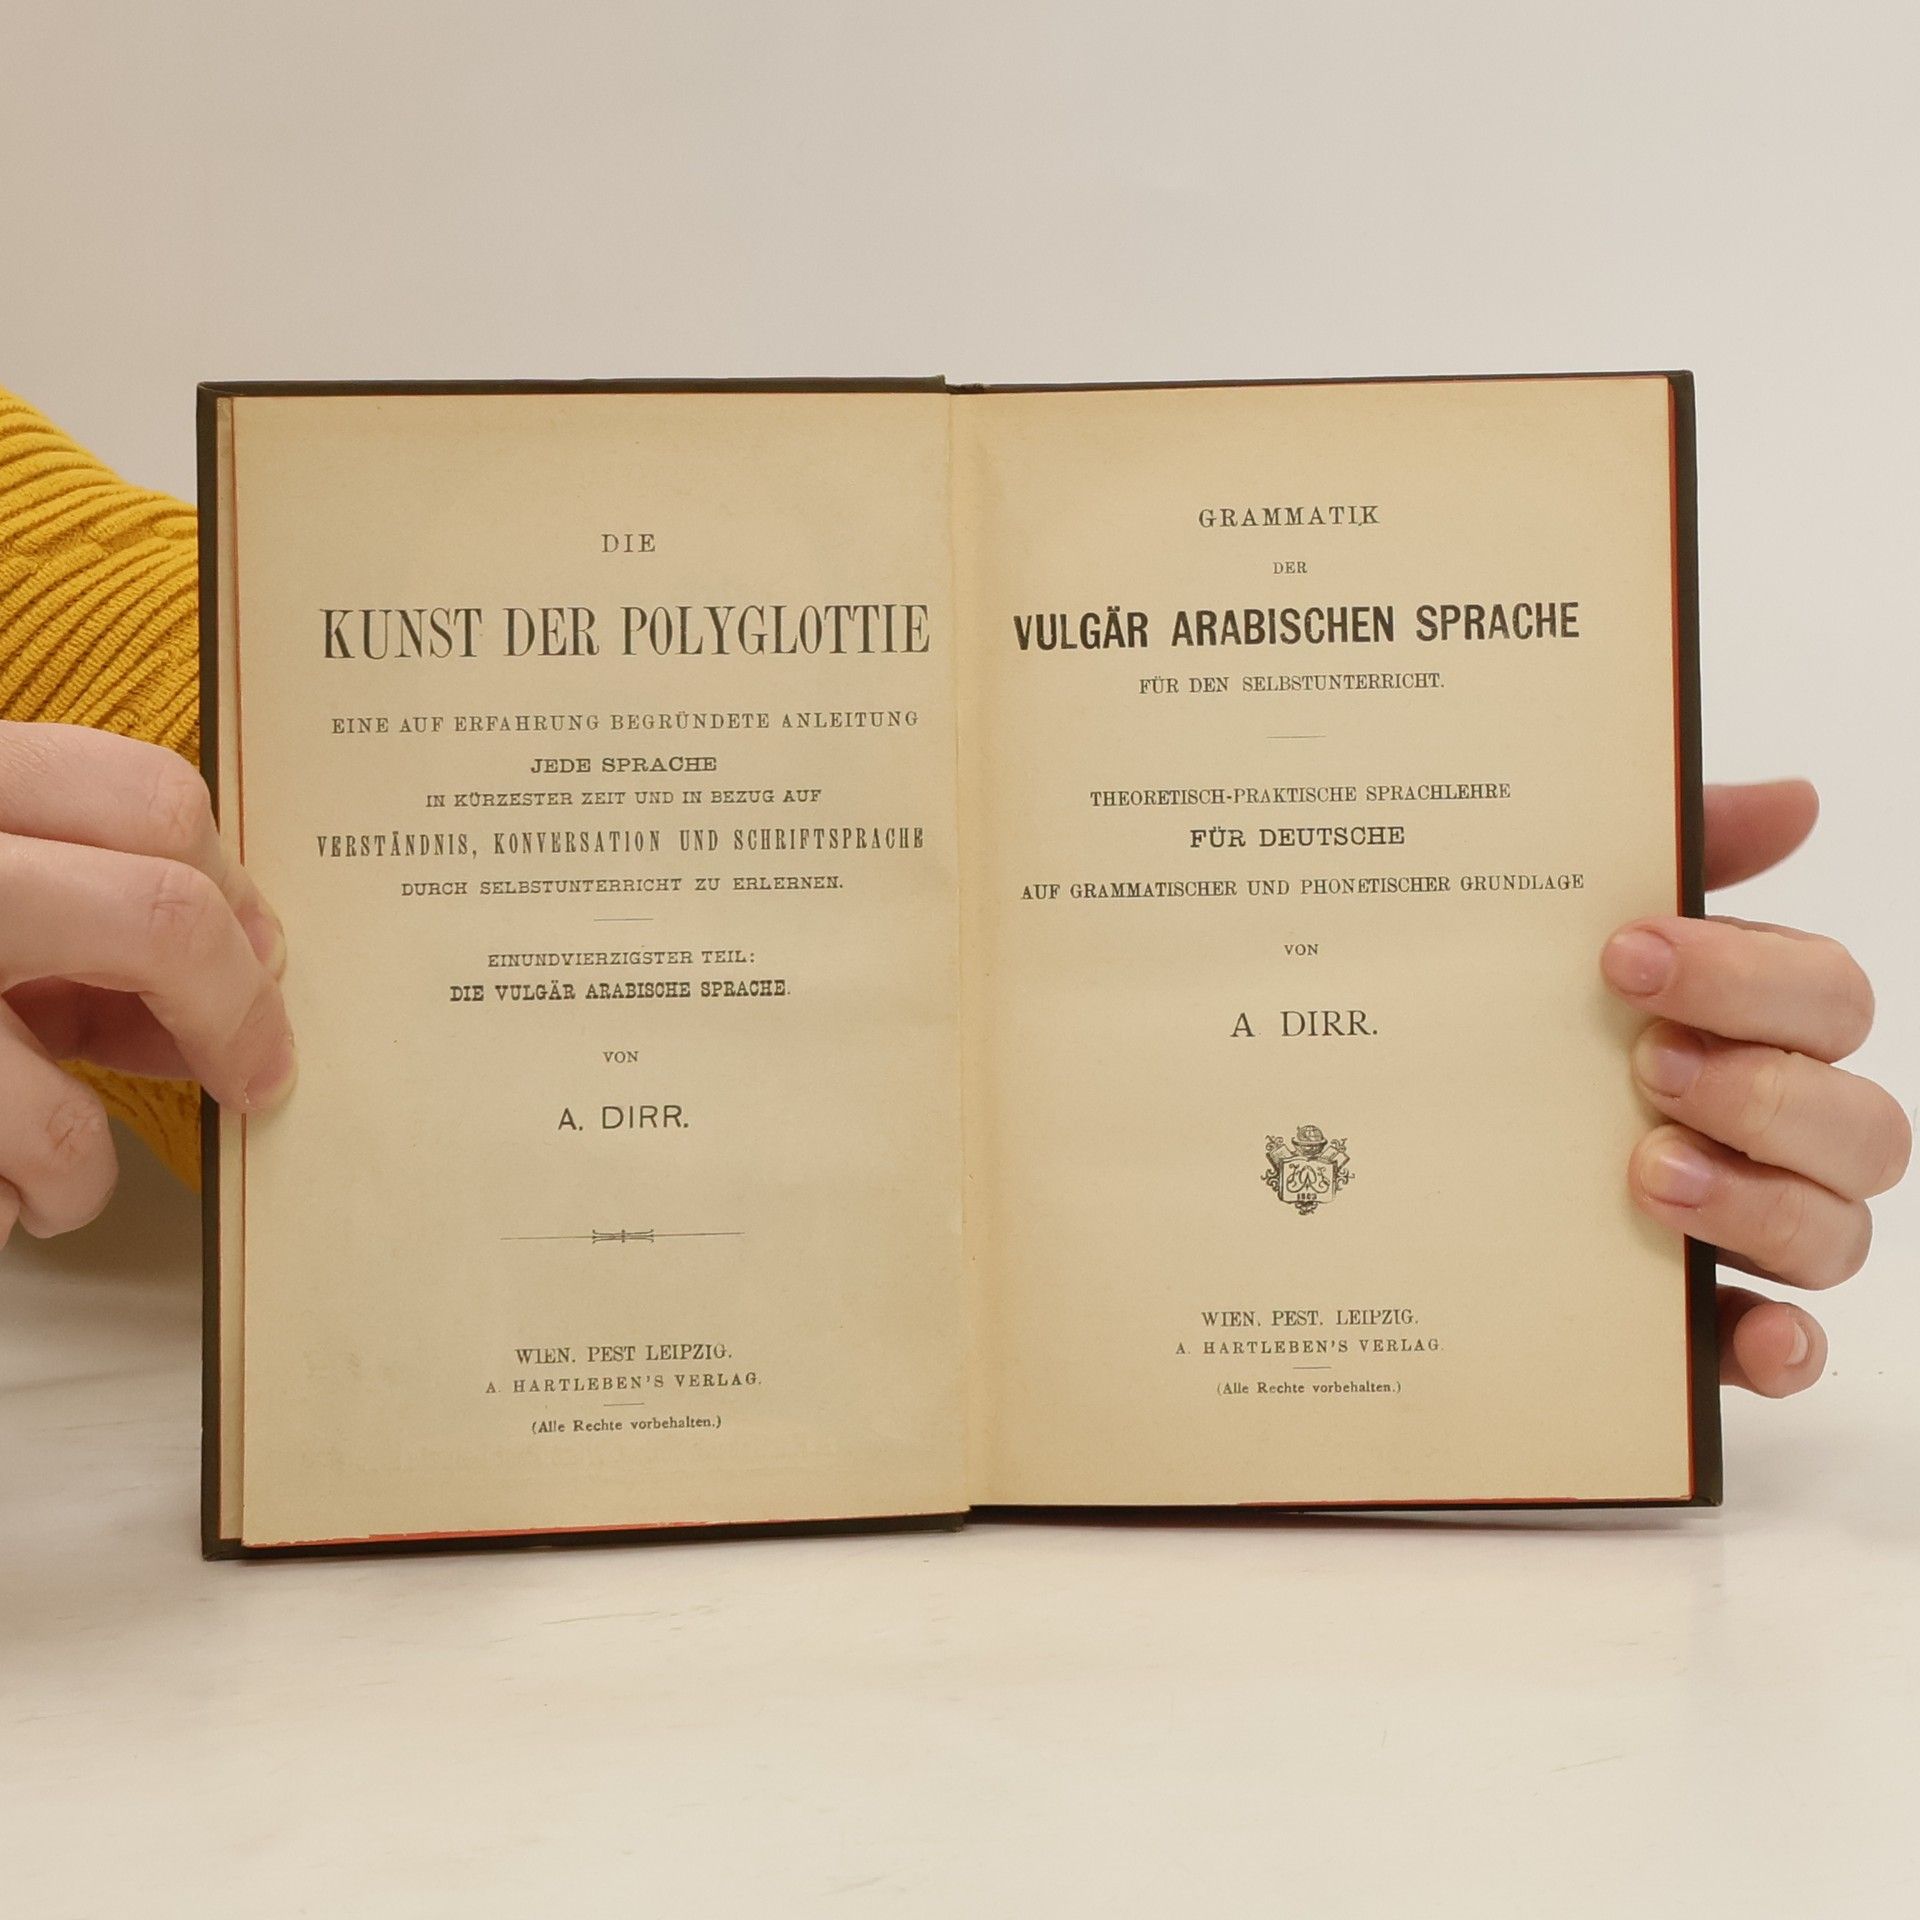 DIE
KUNST DER POLYGLOTTIE
EINE AUF ERFAHRUNG BEGRÜNDETE ANLEITUNG
JEDE SPRACHE
IN KÜRZESTER ZEIT UND IN BEZUG AUF
VERSTÄNDNIS, KONVERSATION UND SCHRIFTSPRACHE
DURCH SELBSTUNTERRICHT ZU ERLERNEN.
EINUNDVIERZIGSTER TEIL:
DIE VULGÄR ARABISCHE SPRACHE.
VON
A. DIRR.
WIEN. PEST LEIPZIG.
A. HARTLEBEN'S VERLAG.
(Alle Rechte vorbehalten.)
GRAMMATIK
DER
VULGÄR ARABISCHEN SPRACHE
FÜR DEN SELBSTUNTERRICHT.
THEORETISCH-PRAKTISCHE SPRACHLEHRE
FÜR DEUTSCHE
AUF GRAMMATISCHER UND PHONETISCHER GRUNDLAGE
VON
A DIRR.
1803
WIEN. PEST. LEIPZIG.
A. HARTLEBEN'S VERLAG.
(Alle Rechte vorbehalten.)